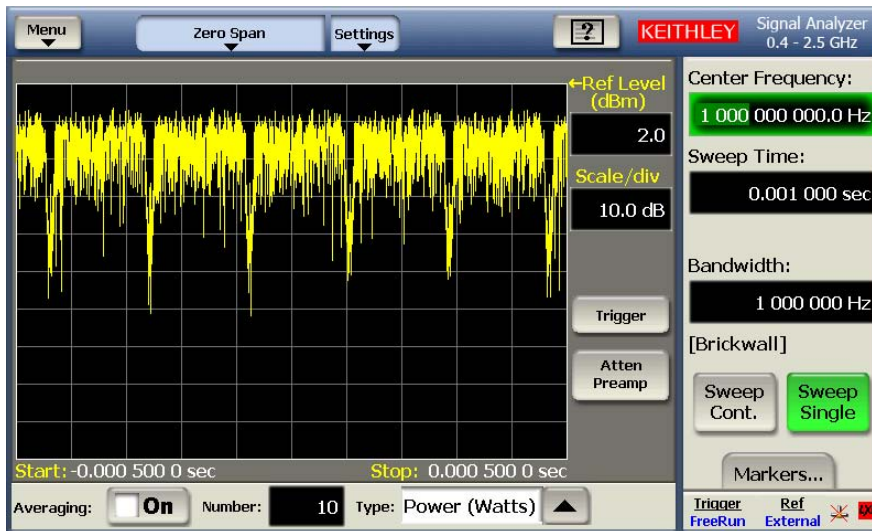 Menu
Zero Span
Settings
?
KEITHLEY
Signal Analyzer
0.4 - 2.5 GHz
←Ref Level
(dBm)
2.0
Scale/div
10.0 dB
Trigger
Atten
Preamp
Center Frequency:
1 000 000 000.0 Hz
Sweep Time:
0.001 000 sec
Bandwidth:
1 000 000 Hz
[Brickwall]
Sweep
Cont.
Sweep
Single
Markers...
Start: -0.000 500 0 sec
Stop: 0.000 500 0 sec
Averaging:
On
Number:
10
Type:
Power (Watts)
Trigger
FreeRun
Ref
External